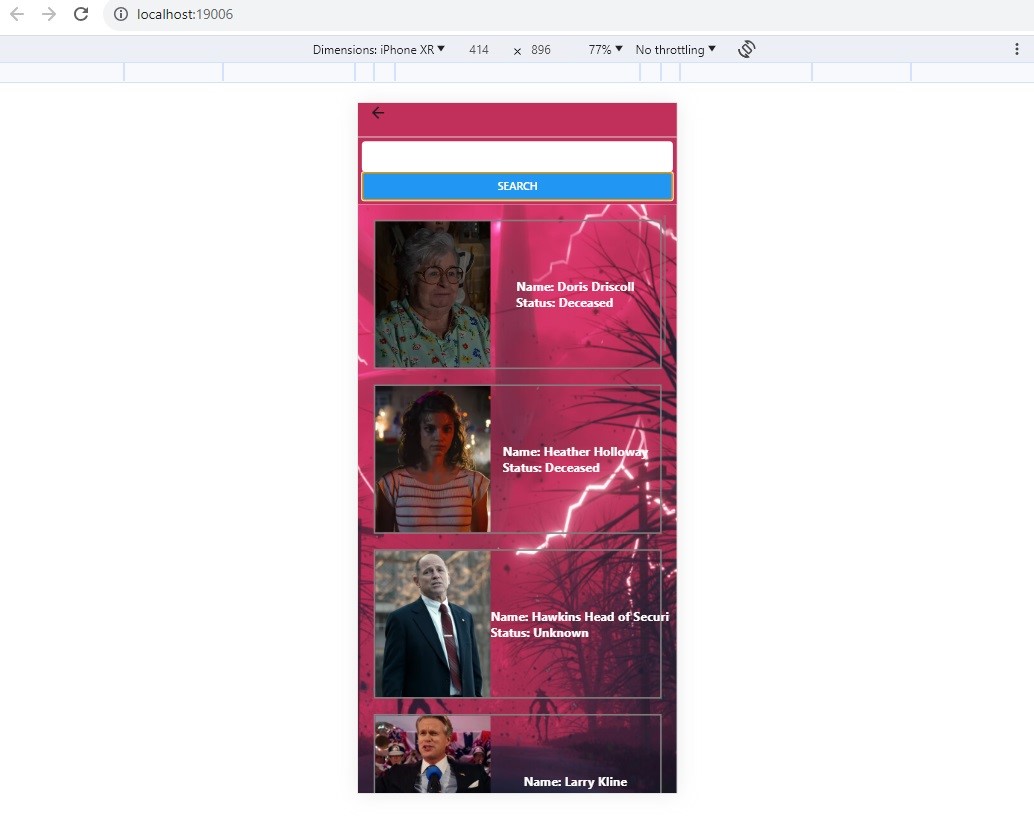 localhost:19006
Dimensions: iPhone XR 414 × 896 77% No throttling
SEARCH
Name: Doris Driscoll
Status: Deceased
Name: Heather Holloway
Status: Deceased
Name: Hawkins Head of Securi
Status: Unknown
Name: Larry Kline